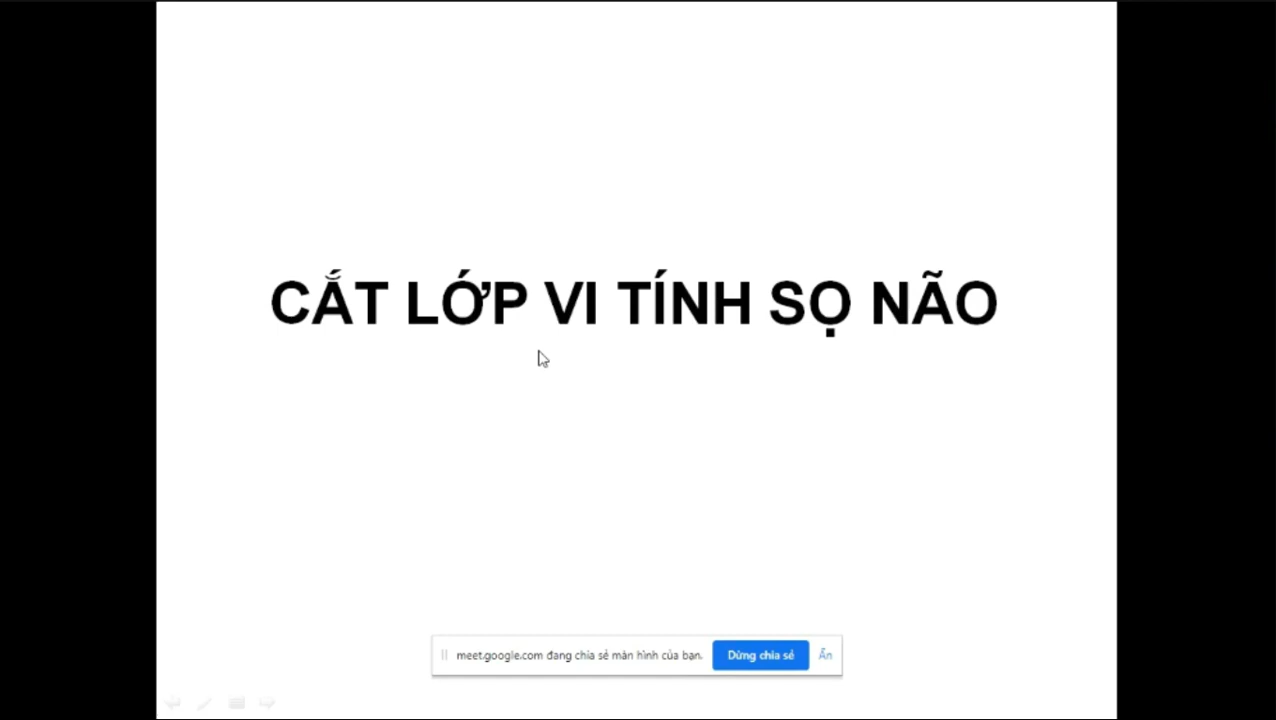 CẮT LỚP VI TÍNH SỌ NÃO
meet.google.com đang chia sẻ màn hình của bạn. Dừng chia sẻ Ẩn